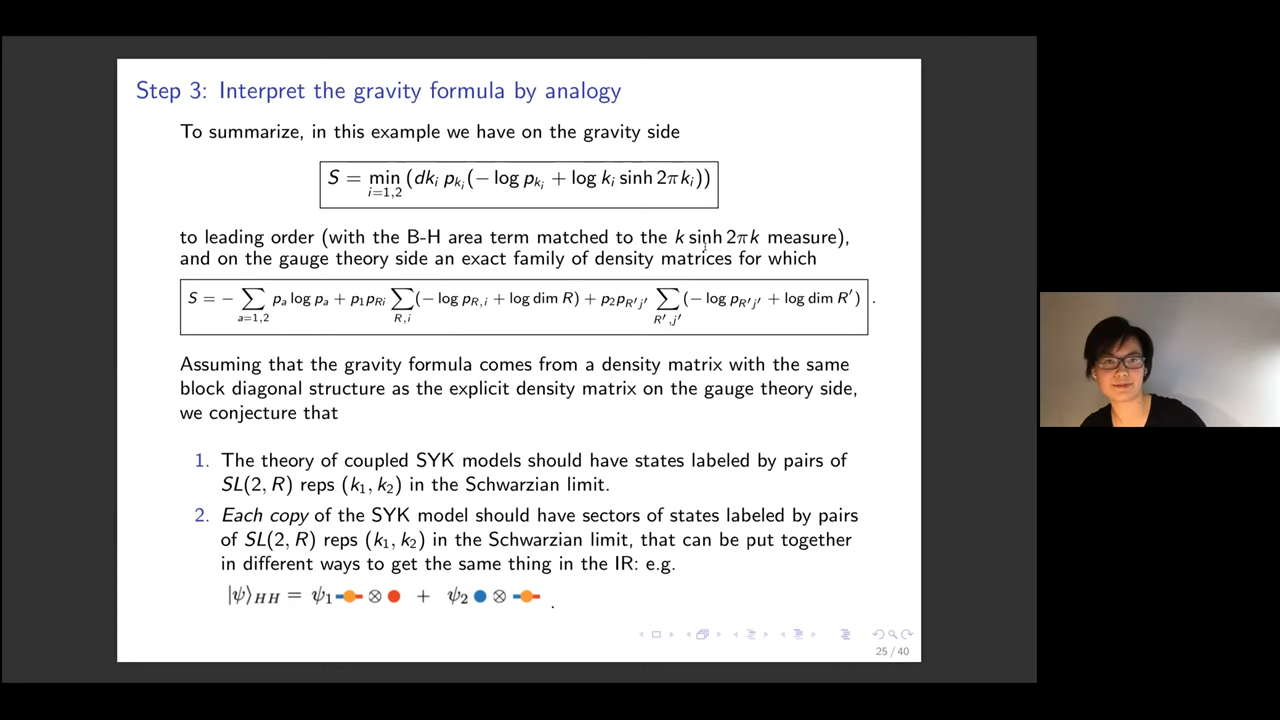 Step 3: Interpret the gravity formula by analogy
To summarize, in this example we have on the gravity side
S = min_{i=1,2} (dk_i p_{k_i}(− log p_{k_i} + log k_i sinh 2πk_i))
to leading order (with the B-H area term matched to the k sinh 2πk measure),
and on the gauge theory side an exact family of density matrices for which
S = − ∑_{a=1,2} p_a log p_a + p_1 p_{Ri} ∑_{R,i} (− log p_{R,i} + log dim R) + p_2 p_{R′j′} ∑_{R′,j′} (− log p_{R′j′} + log dim R′) .
Assuming that the gravity formula comes from a density matrix with the same
block diagonal structure as the explicit density matrix on the gauge theory side,
we conjecture that
1. The theory of coupled SYK models should have states labeled by pairs of
SL(2, R) reps (k_1, k_2) in the Schwarzian limit.
2. Each copy of the SYK model should have sectors of states labeled by pairs
of SL(2, R) reps (k_1, k_2) in the Schwarzian limit, that can be put together
in different ways to get the same thing in the IR: e.g.
|ψ⟩_{HH} = ψ_1 ⊗ + ψ_2 ⊗ .
25 / 40